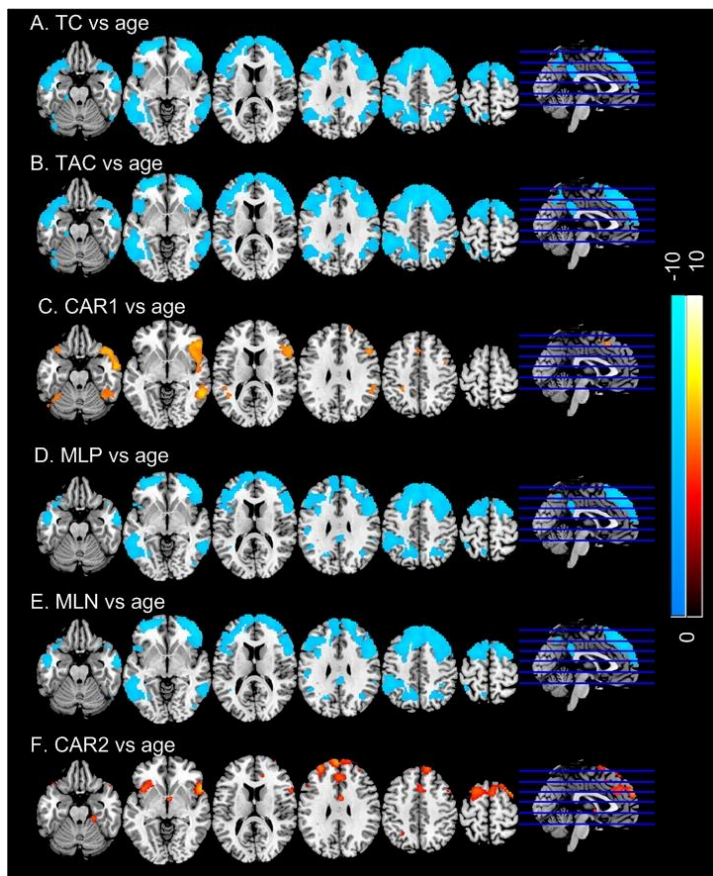 A. TC vs age
B. TAC vs age
C. CAR1 vs age
D. MLP vs age
E. MLN vs age
F. CAR2 vs age
-10
10
0